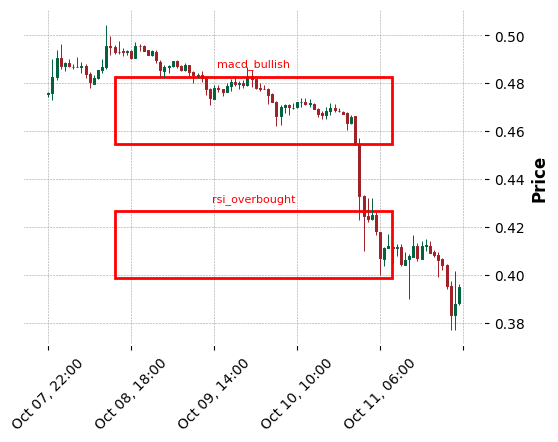 0.50
macd_bullish
0.48
0.46
0.44
Price
rsi_overbought
0.42
0.40
0.38
Oct 07, 22:00
Oct 08, 18:00
Oct 09, 14:00
Oct 10, 10:00
Oct 11, 06:00